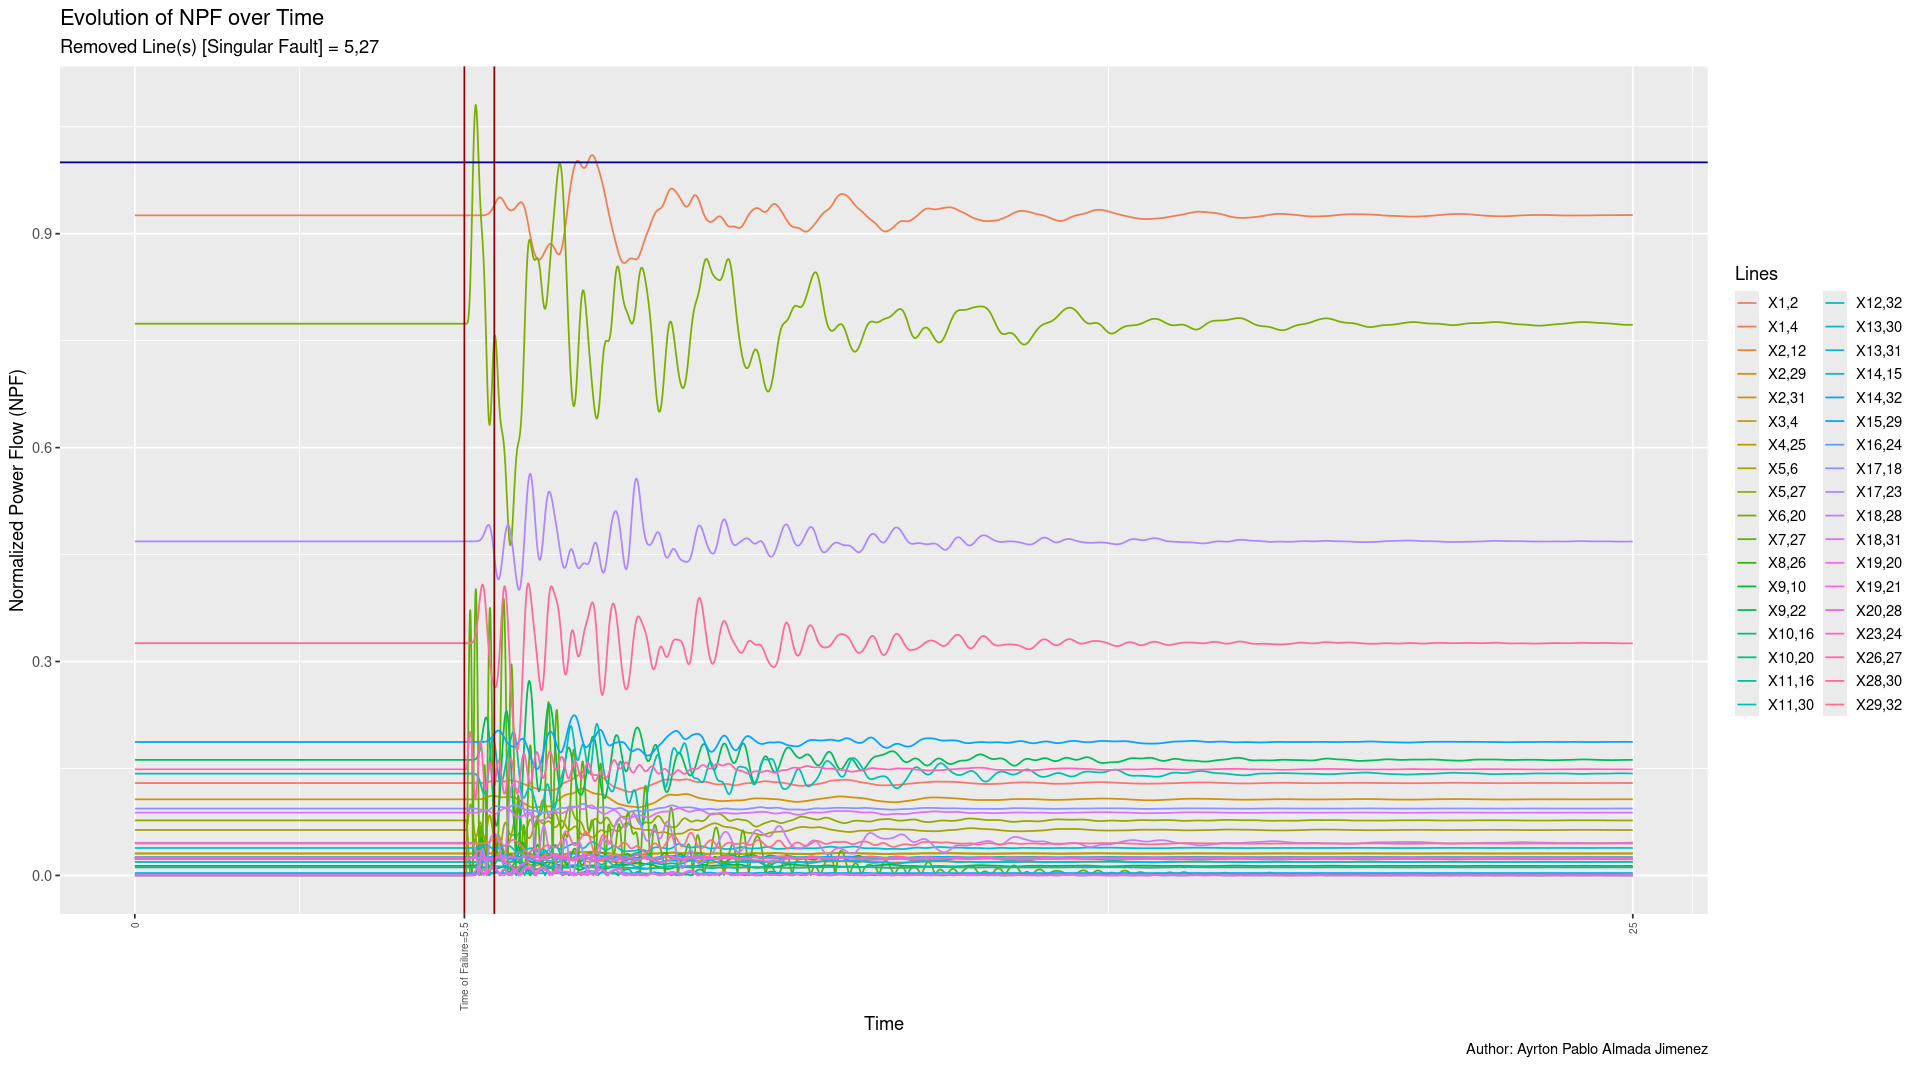 Evolution of NPF over Time
Removed Line(s) [Singular Fault] = 5,27
Normalized Power Flow (NPF)
0.9
0.6
0.3
0.0
0
Time of Failure=5.5
25
Time
Lines
X1,2
X1,4
X2,12
X2,29
X2,31
X3,4
X4,25
X5,6
X5,27
X6,20
X7,27
X8,26
X9,10
X9,22
X10,16
X10,20
X11,16
X11,30
X12,32
X13,30
X13,31
X14,15
X14,32
X15,29
X16,24
X17,18
X17,23
X18,28
X18,31
X19,20
X19,21
X20,28
X23,24
X26,27
X28,30
X29,32
Author: Ayrton Pablo Almada Jimenez